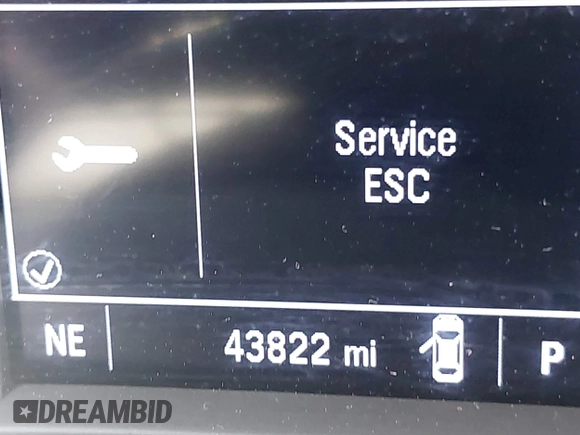 Service
ESC
NE 43822 mi P
DREAMBID